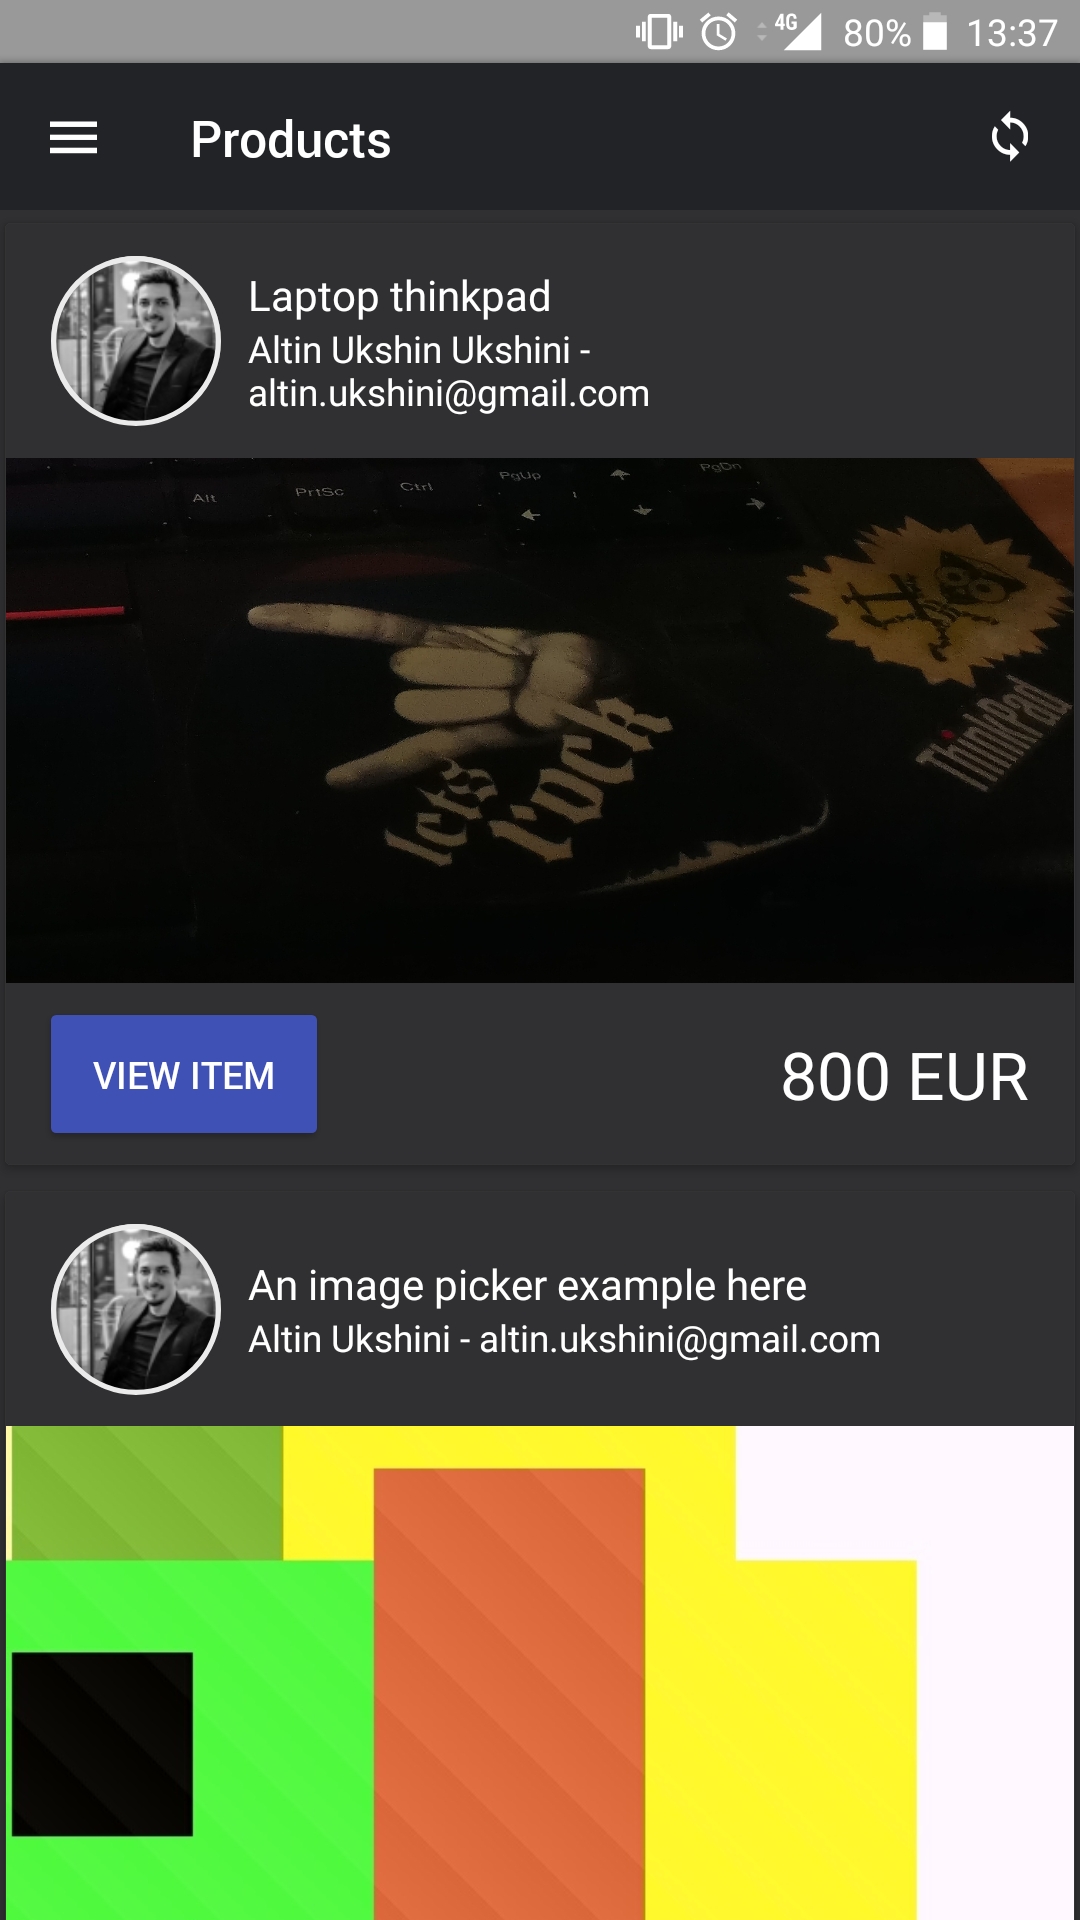 4G 80% 13:37
Products
Laptop thinkpad
Altin Ukshin Ukshini -
altin.ukshini@gmail.com
Alt PrtSc Ctrl PgUp PgDn
lets
rock
ThinkPad
VIEW ITEM 800 EUR
An image picker example here
Altin Ukshini - altin.ukshini@gmail.com